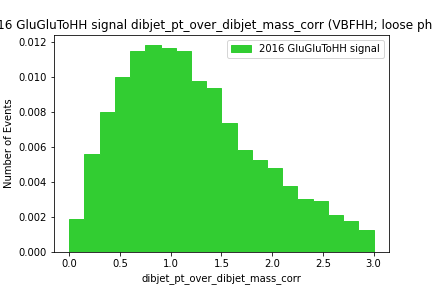 16 GluGluToHH signal dibjet_pt_over_dibjet_mass_corr (VBFHH; loose ph
2016 GluGluToHH signal
Number of Events
0.012
0.010
0.008
0.006
0.004
0.002
0.000
0.0 0.5 1.0 1.5 2.0 2.5 3.0
dibjet_pt_over_dibjet_mass_corr